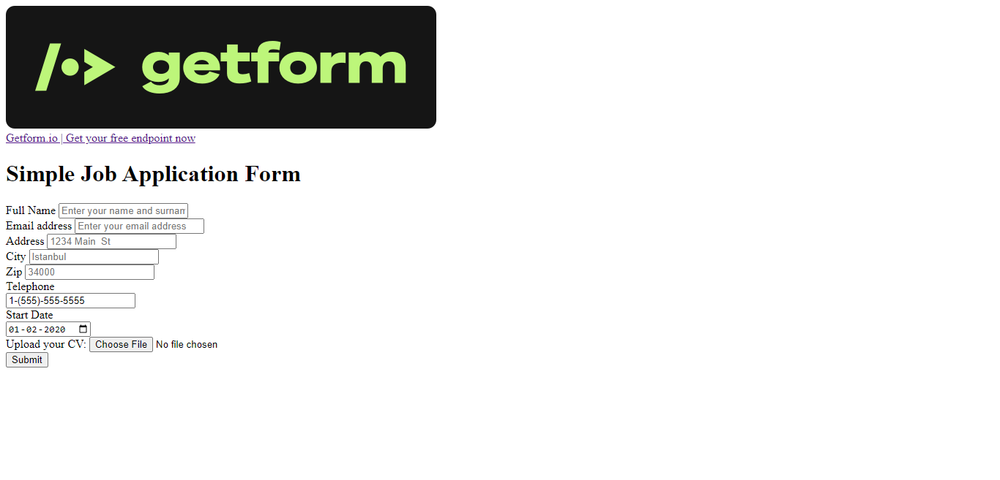 getform
Getform.io | Get your free endpoint now
Simple Job Application Form
Full Name Enter your name and surnam
Email address Enter your email address
Address 1234 Main St
City Istanbul
Zip 34000
Telephone
1-(555)-555-5555
Start Date
01-02-2020
Upload your CV: Choose File No file chosen
Submit